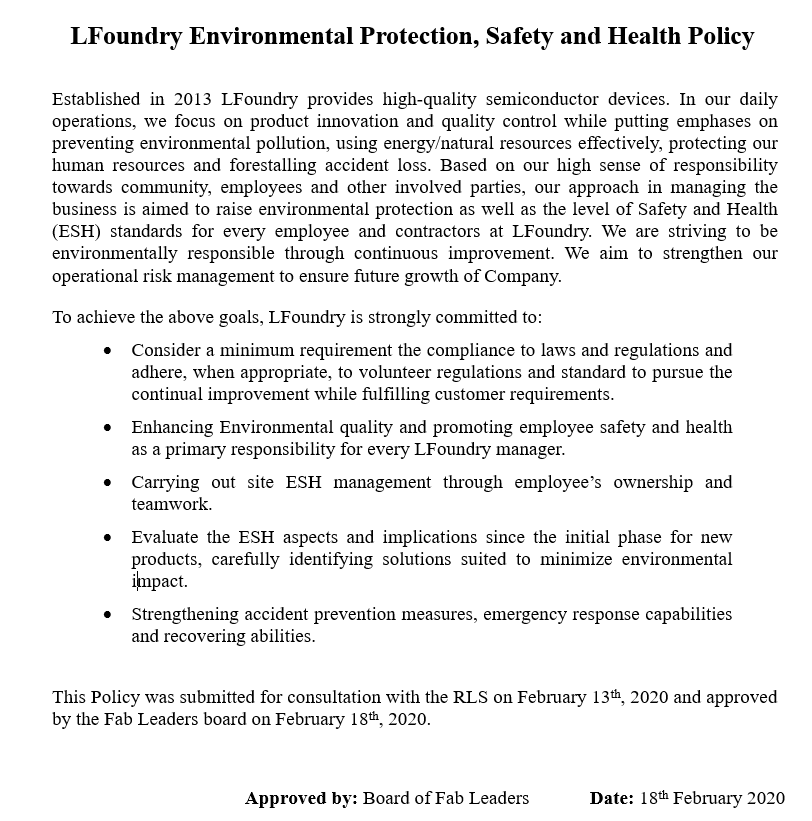 LFoundry Environmental Protection, Safety and Health Policy
Established in 2013 LFoundry provides high-quality semiconductor devices. In our daily
operations, we focus on product innovation and quality control while putting emphases on
preventing environmental pollution, using energy/natural resources effectively, protecting our
human resources and forestalling accident loss. Based on our high sense of responsibility
towards community, employees and other involved parties, our approach in managing the
business is aimed to raise environmental protection as well as the level of Safety and Health
(ESH) standards for every employee and contractors at LFoundry. We are striving to be
environmentally responsible through continuous improvement. We aim to strengthen our
operational risk management to ensure future growth of Company.
To achieve the above goals, LFoundry is strongly committed to:
• Consider a minimum requirement the compliance to laws and regulations and
adhere, when appropriate, to volunteer regulations and standard to pursue the
continual improvement while fulfilling customer requirements.
• Enhancing Environmental quality and promoting employee safety and health
as a primary responsibility for every LFoundry manager.
• Carrying out site ESH management through employee's ownership and
teamwork.
• Evaluate the ESH aspects and implications since the initial phase for new
products, carefully identifying solutions suited to minimize environmental
impact.
• Strengthening accident prevention measures, emergency response capabilities
and recovering abilities.
This Policy was submitted for consultation with the RLS on February 13th, 2020 and approved
by the Fab Leaders board on February 18th, 2020.
Approved by: Board of Fab Leaders Date: 18th February 2020